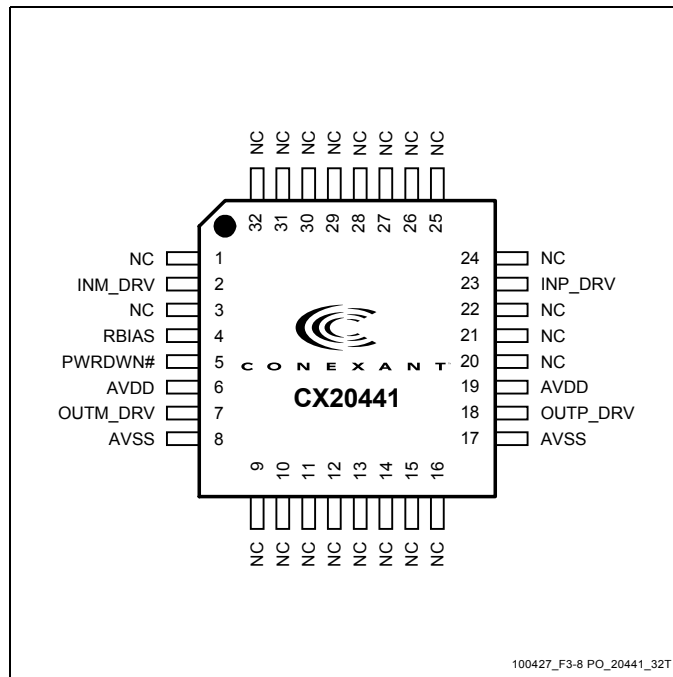 NC NC NC NC NC NC NC NC
32 31 30 29 28 27 26 25
NC 1 24 NC
INM_DRV 2 23 INP_DRV
NC 3 22 NC
RBIAS 4 21 NC
PWRDWN# 5 20 NC
AVDD 6 19 AVDD
OUTM_DRV 7 18 OUTP_DRV
AVSS 8 17 AVSS
CONEXANT™
CX20441
9 10 11 12 13 14 15 16
NC NC NC NC NC NC NC NC
100427_F3-8 PO_20441_32T